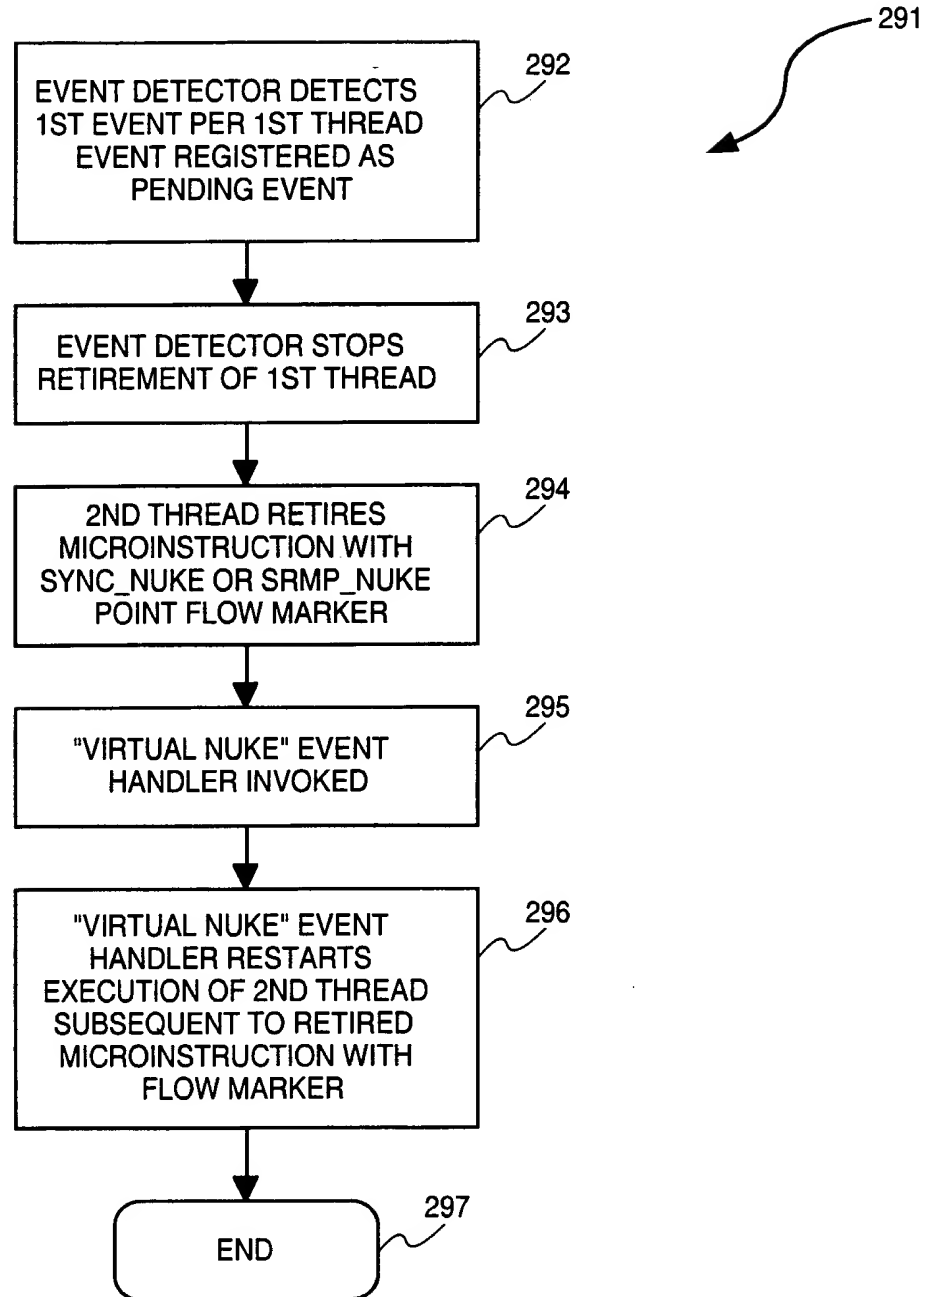 291
292
EVENT DETECTOR DETECTS
1ST EVENT PER 1ST THREAD
EVENT REGISTERED AS
PENDING EVENT
293
EVENT DETECTOR STOPS
RETIREMENT OF 1ST THREAD
294
2ND THREAD RETIRES
MICROINSTRUCTION WITH
SYNC_NUKE OR SRMP_NUKE
POINT FLOW MARKER
295
"VIRTUAL NUKE" EVENT
HANDLER INVOKED
296
"VIRTUAL NUKE" EVENT
HANDLER RESTARTS
EXECUTION OF 2ND THREAD
SUBSEQUENT TO RETIRED
MICROINSTRUCTION WITH
FLOW MARKER
297
END